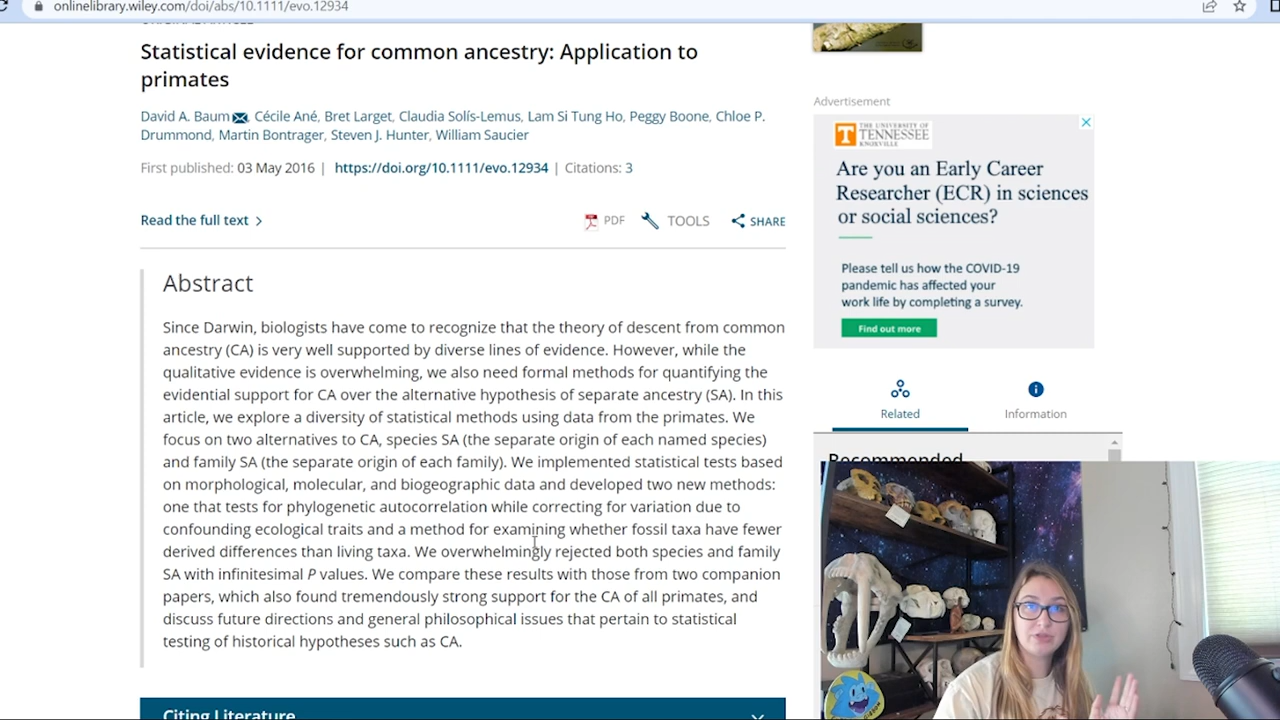 onlinelibrary.wiley.com/doi/abs/10.1111/evo.12934
Statistical evidence for common ancestry: Application to
primates
David A. Baum, Cécile Ané, Bret Larget, Claudia Solís-Lemus, Lam Si Tung Ho, Peggy Boone, Chloe P.
Drummond, Martin Bontrager, Steven J. Hunter, William Saucier
First published: 03 May 2016 | https://doi.org/10.1111/evo.12934 | Citations: 3
Read the full text
PDF TOOLS SHARE
Abstract
Since Darwin, biologists have come to recognize that the theory of descent from common
ancestry (CA) is very well supported by diverse lines of evidence. However, while the
qualitative evidence is overwhelming, we also need formal methods for quantifying the
evidential support for CA over the alternative hypothesis of separate ancestry (SA). In this
article, we explore a diversity of statistical methods using data from the primates. We
focus on two alternatives to CA, species SA (the separate origin of each named species)
and family SA (the separate origin of each family). We implemented statistical tests based
on morphological, molecular, and biogeographic data and developed two new methods:
one that tests for phylogenetic autocorrelation while correcting for variation due to
confounding ecological traits and a method for examining whether fossil taxa have fewer
derived differences than living taxa. We overwhelmingly rejected both species and family
SA with infinitesimal P values. We compare these results with those from two companion
papers, which also found tremendously strong support for the CA of all primates, and
discuss future directions and general philosophical issues that pertain to statistical
testing of historical hypotheses such as CA.
Citing Literature
Advertisement
THE UNIVERSITY OF
TENNESSEE
KNOXVILLE
Are you an Early Career
Researcher (ECR) in sciences
or social sciences?
Please tell us how the COVID-19
pandemic has affected your
work life by completing a survey.
Find out more
Related Information
Recommended